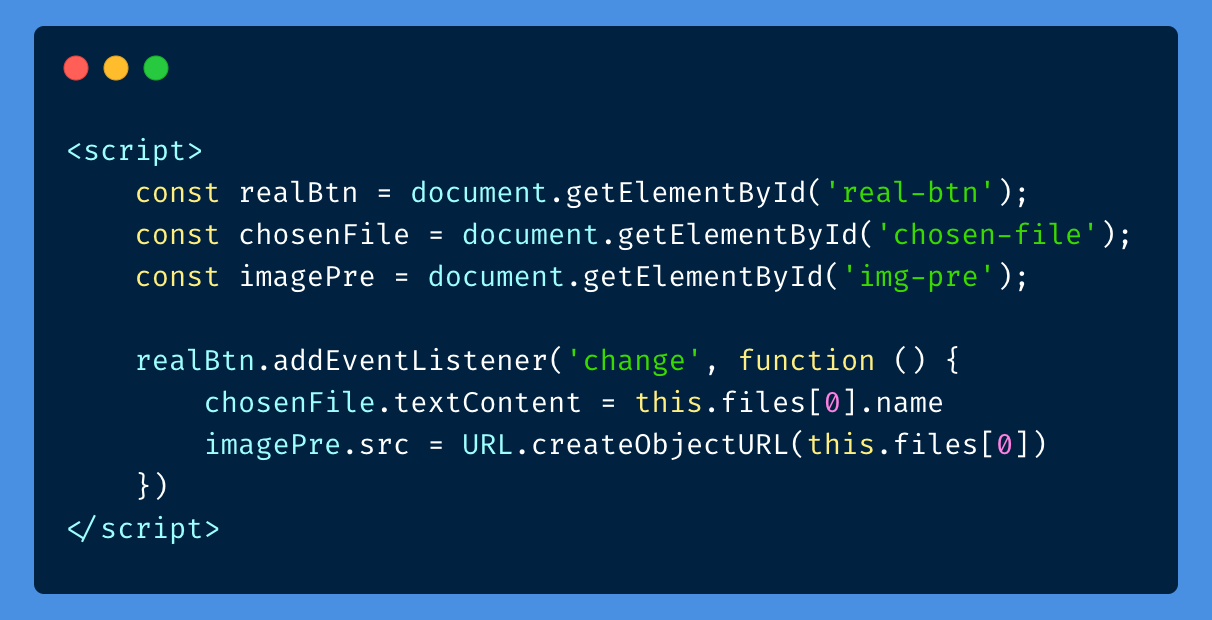 <script>
    const realBtn = document.getElementById('real-btn');
    const chosenFile = document.getElementById('chosen-file');
    const imagePre = document.getElementById('img-pre');

    realBtn.addEventListener('change', function () {
        chosenFile.textContent = this.files[0].name
        imagePre.src = URL.createObjectURL(this.files[0])
    })
</script>